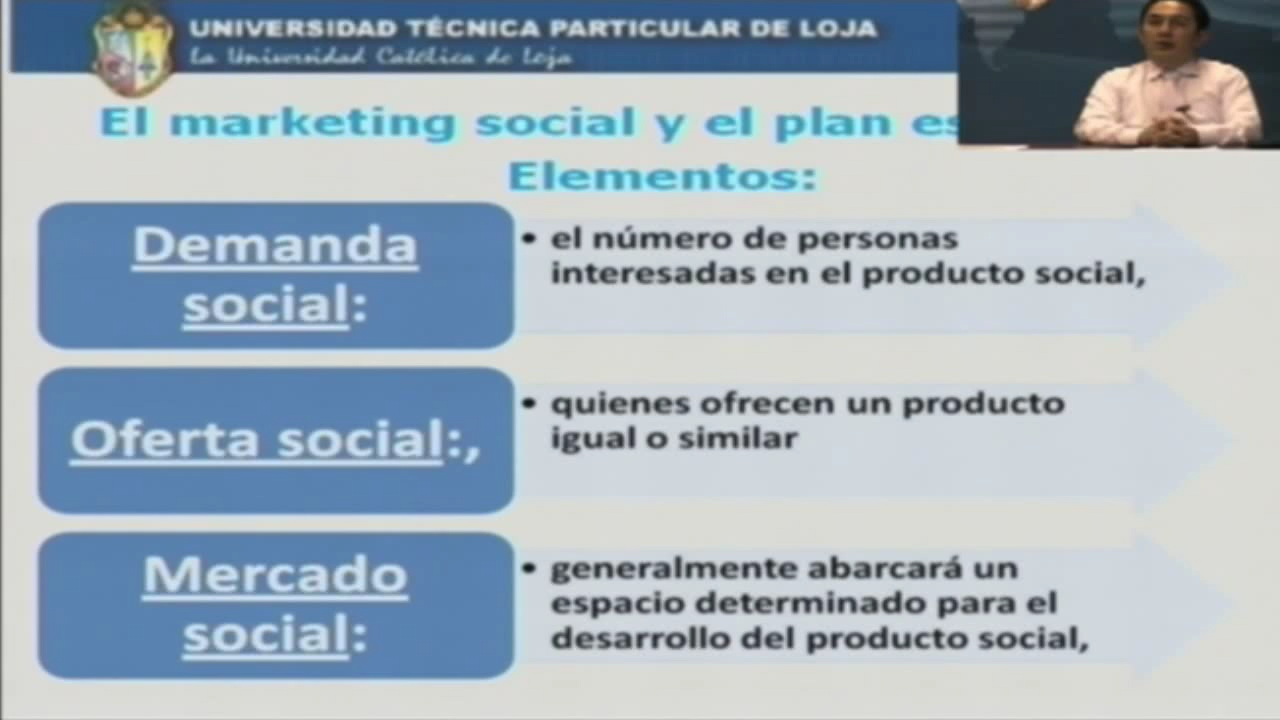 UNIVERSIDAD TÉCNICA PARTICULAR DE LOJA
La Universidad Católica de Loja
El marketing social y el plan es
Elementos:
Demanda
social:
• el número de personas
interesadas en el producto social,
Oferta social:,
• quienes ofrecen un producto
igual o similar
Mercado
social:
• generalmente abarcará un
espacio determinado para el
desarrollo del producto social,